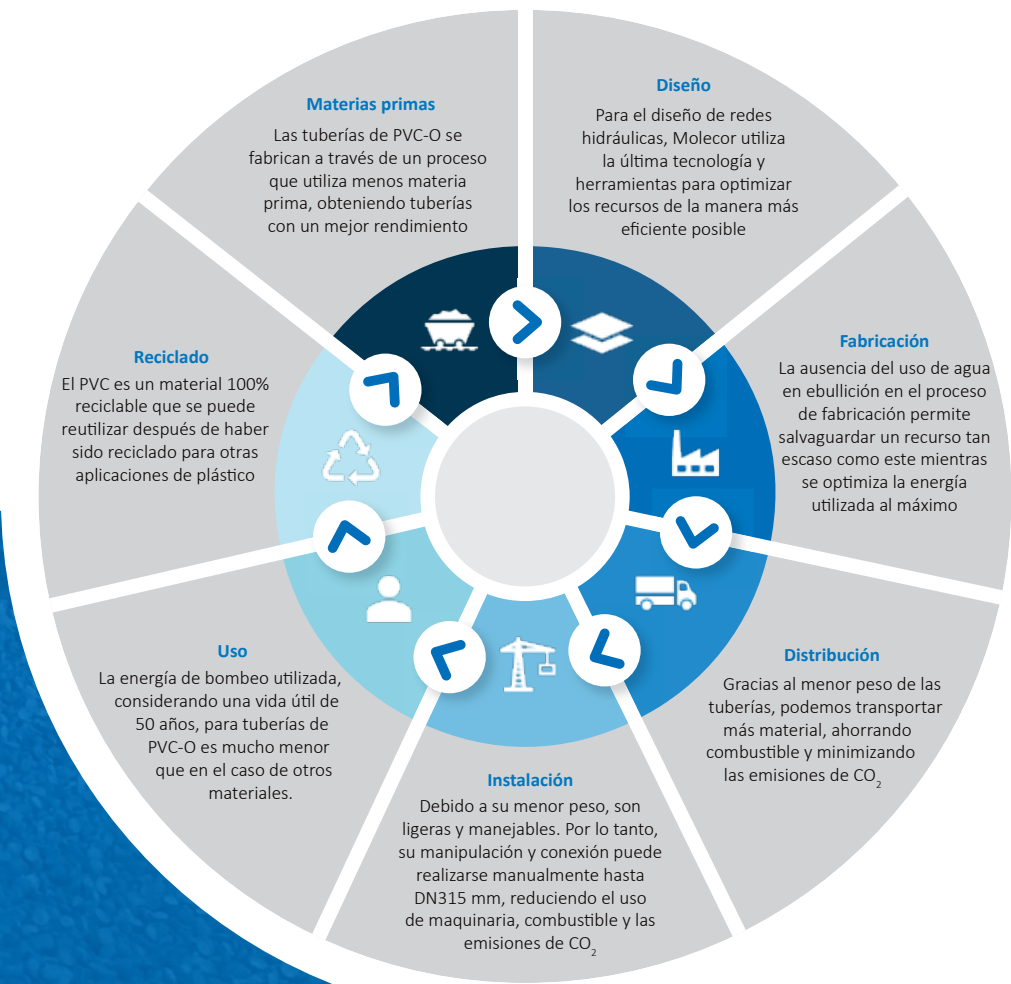 Materias primas
Las tuberías de PVC-O se
fabrican a través de un proceso
que utiliza menos materia
prima, obteniendo tuberías
con un mejor rendimiento
Diseño
Para el diseño de redes
hidráulicas, Molecor utiliza
la última tecnología y
herramientas para optimizar
los recursos de la manera más
eficiente posible
Fabricación
La ausencia del uso de agua
en ebullición en el proceso
de fabricación permite
salvaguardar un recurso tan
escaso como este mientras
se optimiza la energía
utilizada al máximo
Distribución
Gracias al menor peso de las
tuberías, podemos transportar
más material, ahorrando
combustible y minimizando
las emisiones de CO₂
Instalación
Debido a su menor peso, son
ligeras y manejables. Por lo tanto,
su manipulación y conexión puede
realizarse manualmente hasta
DN315 mm, reduciendo el uso
de maquinaria, combustible y las
emisiones de CO₂
Uso
La energía de bombeo utilizada,
considerando una vida útil de
50 años, para tuberías de
PVC-O es mucho menor
que en el caso de otros
materiales.
Reciclado
El PVC es un material 100%
reciclable que se puede
reutilizar después de haber
sido reciclado para otras
aplicaciones de plástico